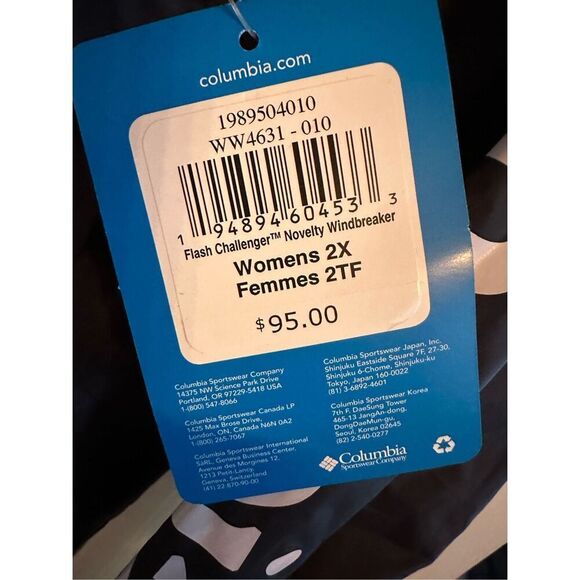 columbia.com
1989504010
WW4631 - 010
1 94894 60453 3
Flash Challenger™ Novelty Windbreaker
Womens 2X
Femmes 2TF
$95.00
Columbia Sportswear Company
14375 NW Science Park Drive
Portland, OR 97229-5418 USA
1-(800) 547-8066
Columbia Sportswear Canada LP
1425 Max Brose Drive,
London, ON, Canada N6N 0A2
1-(800) 265-7067
Columbia Sportswear International
Sàrl, Geneva Business Center,
Avenue des Morgines 12.
1213 Petit-Lancy,
Geneva, Switzerland
(41) 22 870-90-00
Columbia Sportswear Japan, Inc.
Shinjuku Eastside Square 7F, 27-30,
Shinjuku 6-Chome, Shinjuku-ku
Tokyo, Japan 160-0022
(81) 3-6892-4601
Columbia Sportswear Korea
7th F. DaeSung Tower
465-13 JangAn-dong,
DongDaeMun-gu,
Seoul, Korea 02645
(82) 2-540-0277
Columbia
Sportswear Company